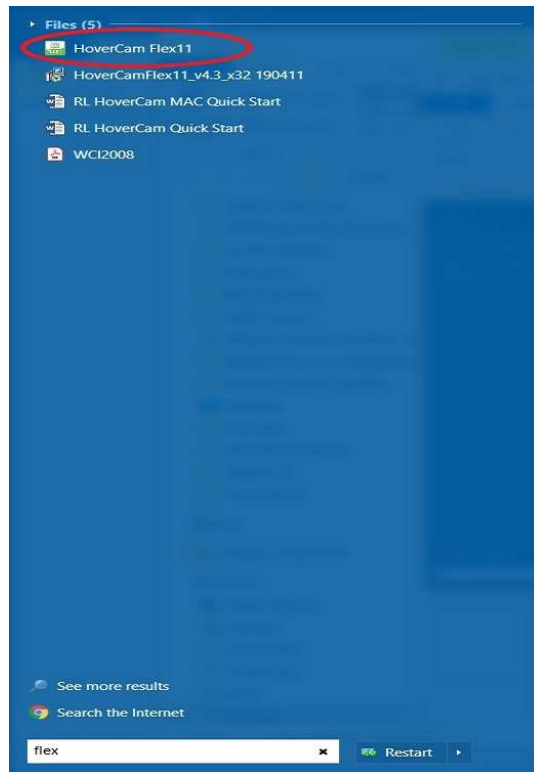 Files (5)
HoverCam Flex11
HoverCamFlex11_v4.3_x32 190411
RL HoverCam MAC Quick Start
RL HoverCam Quick Start
WCI2008
See more results
Search the Internet
flex
Restart